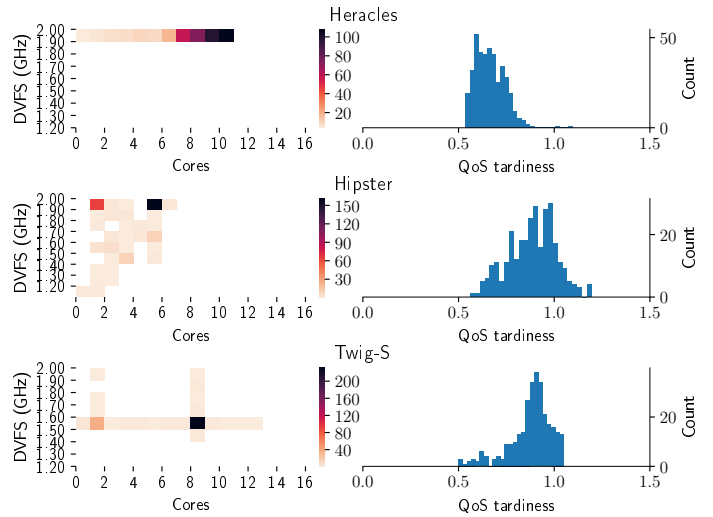 Heracles
DVFS (GHz)
2.00
1.90
1.80
1.70
1.60
1.50
1.40
1.30
1.20
0 2 4 6 8 10 12 14 16
Cores
100
80
60
40
20
0.0 0.5 1.0 1.5
QoS tardiness
50
0
Count
Hipster
DVFS (GHz)
2.00
1.90
1.80
1.70
1.60
1.50
1.40
1.30
1.20
0 2 4 6 8 10 12 14 16
Cores
150
120
90
60
30
0.0 0.5 1.0 1.5
QoS tardiness
20
0
Count
Twig-S
DVFS (GHz)
2.00
1.90
1.80
1.70
1.60
1.50
1.40
1.30
1.20
0 2 4 6 8 10 12 14 16
Cores
200
160
120
80
40
0.0 0.5 1.0 1.5
QoS tardiness
20
0
Count